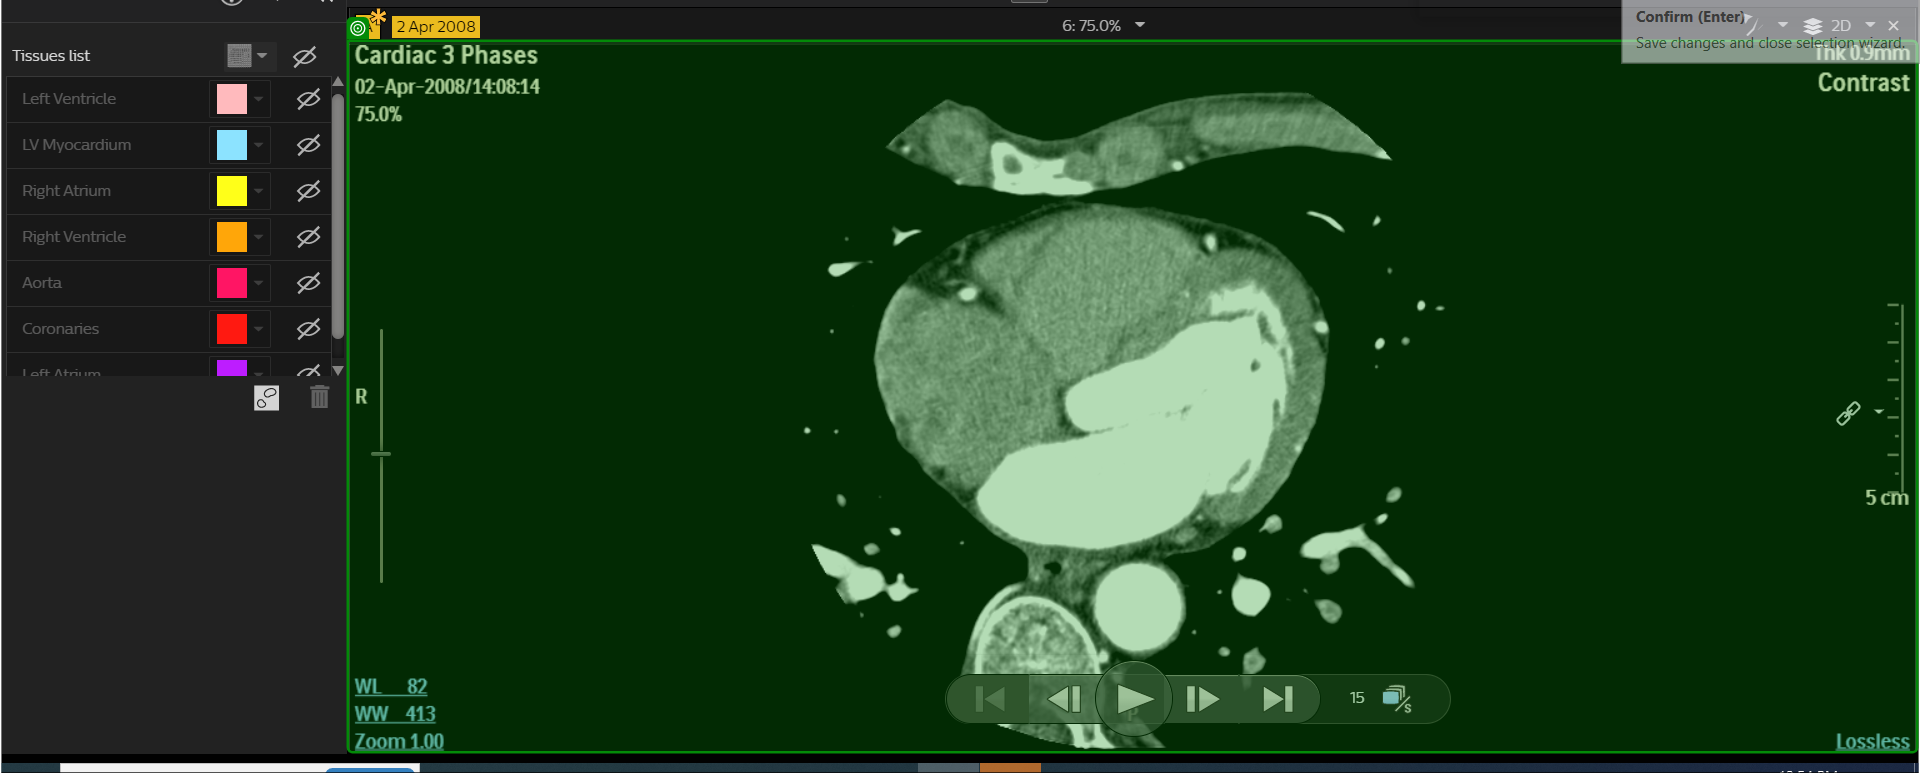 2 Apr 2008
6: 75.0%
Confirm (Enter)
2D
Save changes and close selection wizard.
Tissues list
Cardiac 3 Phases
Thk 0.9mm
Left Ventricle
02-Apr-2008/14:08:14
Contrast
75.0%
LV Myocardium
Right Atrium
Right Ventricle
Aorta
Coronaries
Left Atrium
R
5 cm
WL 82
WW 413
Zoom 1.00
15
Lossless